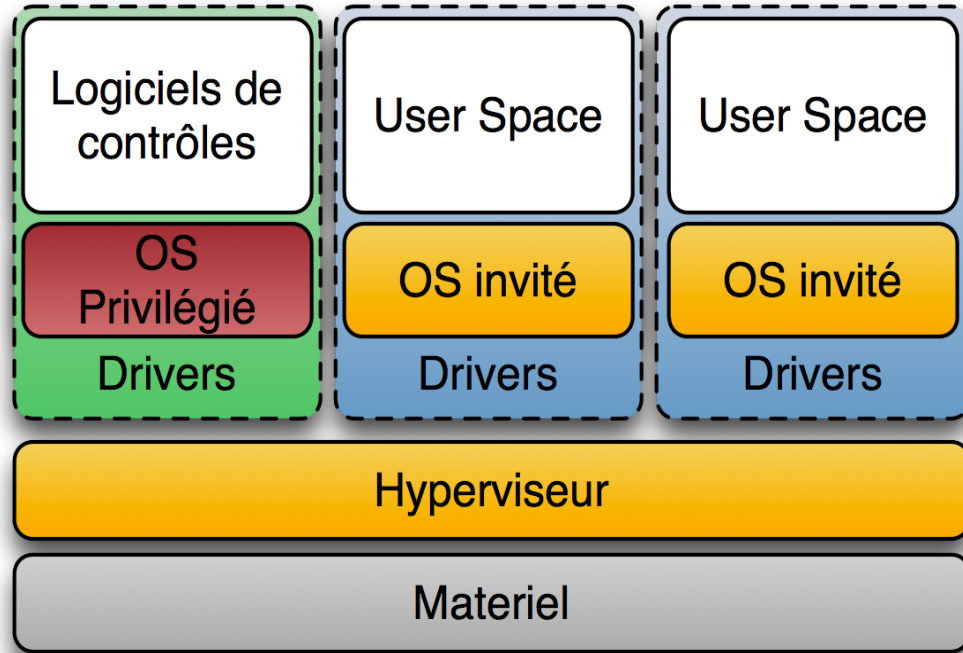 Logiciels de
contrôles
User Space
User Space
OS
Privilégié
OS invité
OS invité
Drivers
Drivers
Drivers
Hyperviseur
Materiel